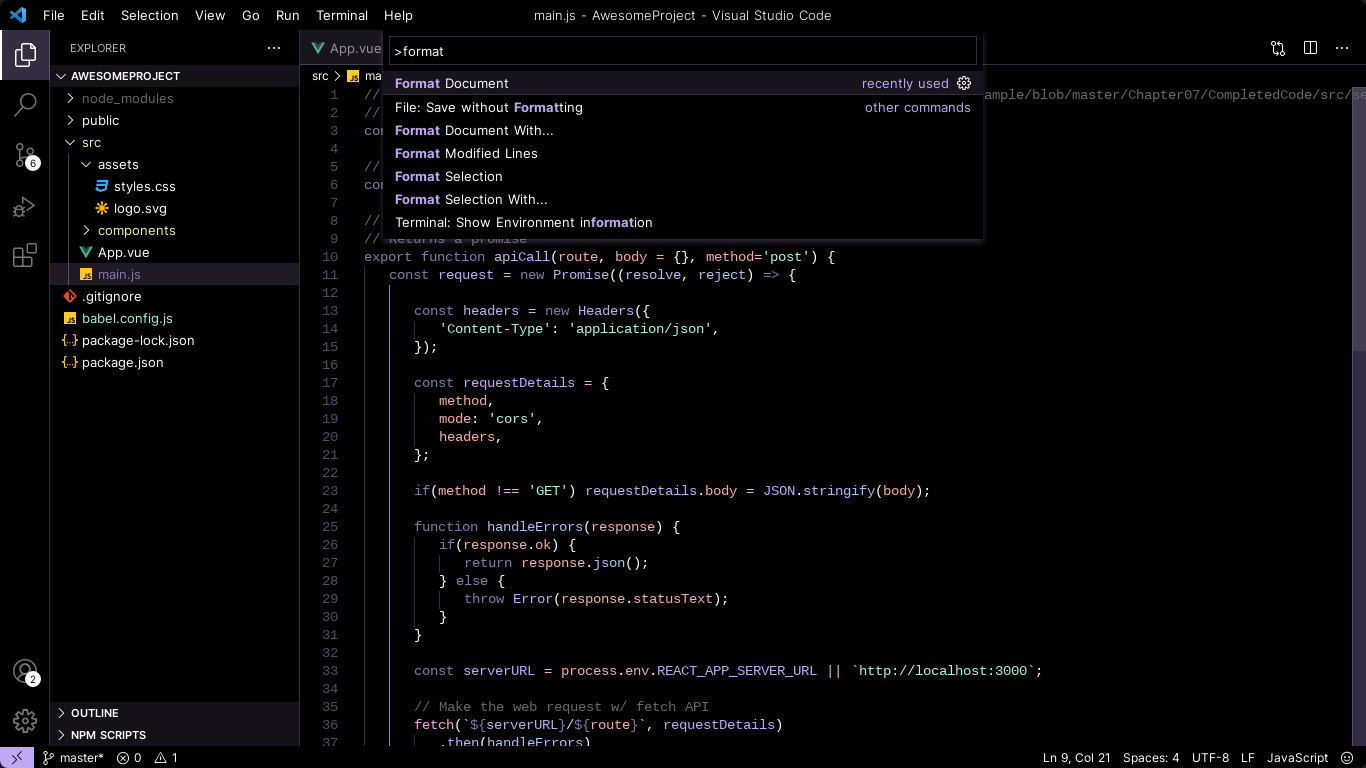 File Edit Selection View Go Run Terminal Help
main.js - AwesomeProject - Visual Studio Code
EXPLORER
AWESOMEPROJECT
node_modules
public
src
assets
styles.css
logo.svg
components
App.vue
main.js
.gitignore
babel.config.js
package-lock.json
package.json
OUTLINE
NPM SCRIPTS
6
2
App.vue
>format
Format Document recently used
File: Save without Formatting other commands
Format Document With...
Format Modified Lines
Format Selection
Format Selection With...
Terminal: Show Environment information
src
1 // ample/blob/master/Chapter07/CompletedCode/src/se
2 //
3
4
5 //
6
7
8 //
9 // Returns a promise
10 export function apiCall(route, body = {}, method='post') {
11 const request = new Promise((resolve, reject) => {
12
13 const headers = new Headers({
14 'Content-Type': 'application/json',
15 });
16
17 const requestDetails = {
18 method,
19 mode: 'cors',
20 headers,
21 };
22
23 if(method !== 'GET') requestDetails.body = JSON.stringify(body);
24
25 function handleErrors(response) {
26 if(response.ok) {
27 return response.json();
28 } else {
29 throw Error(response.statusText);
30 }
31 }
32
33 const serverURL = process.env.REACT_APP_SERVER_URL || `http://localhost:3000`;
34
35 // Make the web request w/ fetch API
36 fetch(`${serverURL}/${route}`, requestDetails)
37 .then(handleErrors)
master* 0 1
Ln 9, Col 21 Spaces: 4 UTF-8 LF JavaScript